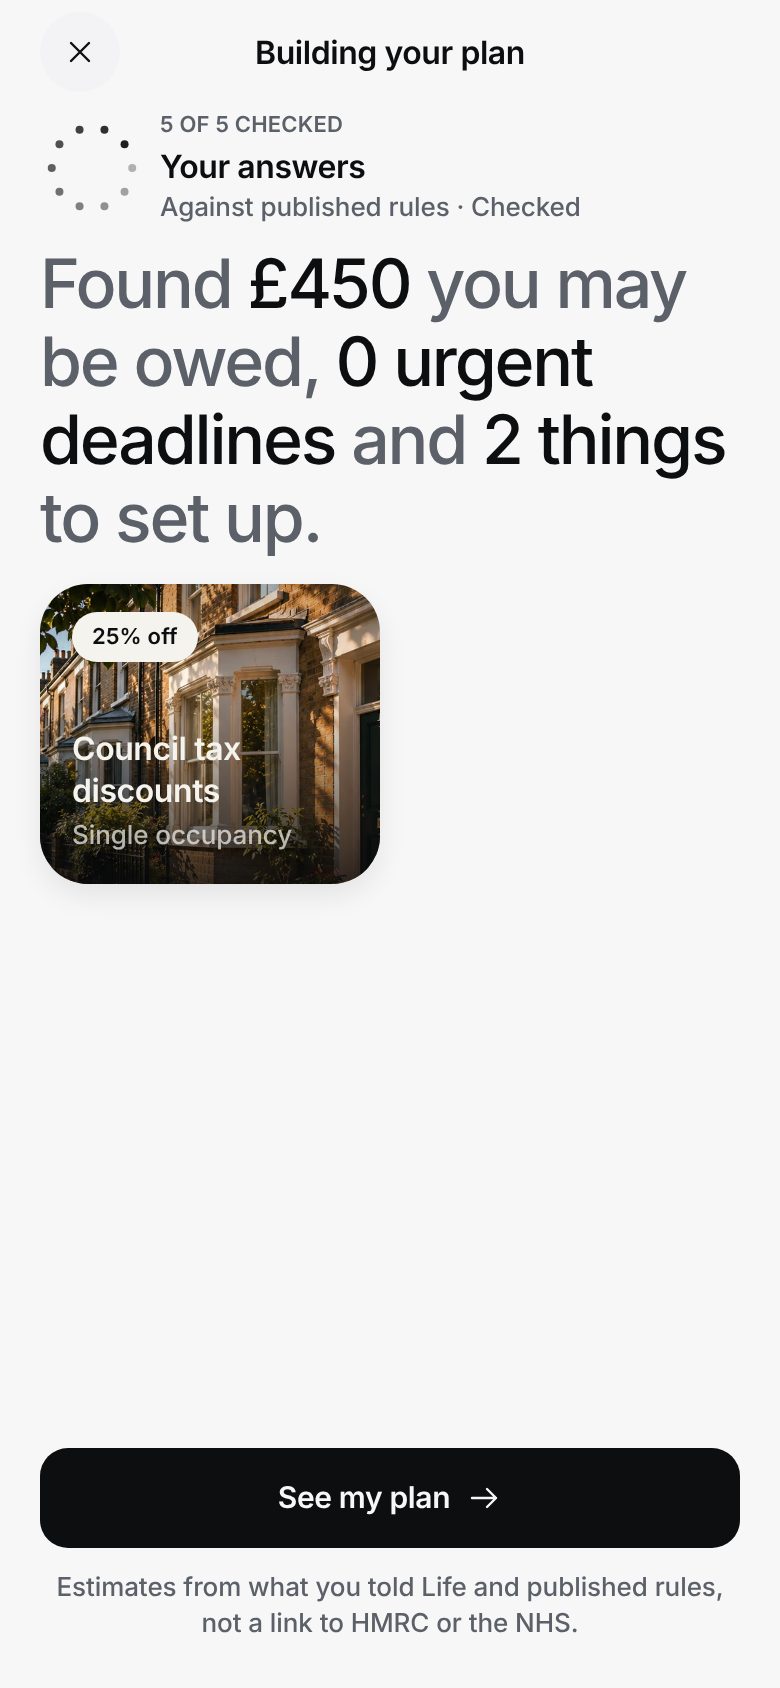 Building your plan
5 OF 5 CHECKED
Your answers
Against published rules · Checked
Found £450 you may
be owed, 0 urgent
deadlines and 2 things
to set up.
25% off
Council tax
discounts
Single occupancy
See my plan →
Estimates from what you told Life and published rules,
not a link to HMRC or the NHS.